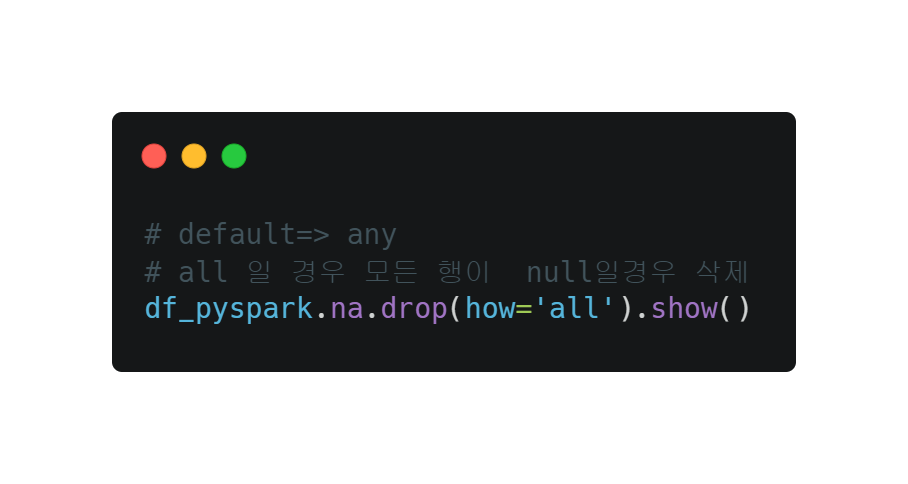 # default=> any
# all 일 경우 모든 행이  null일경우 삭제
df_pyspark.na.drop(how='all').show()